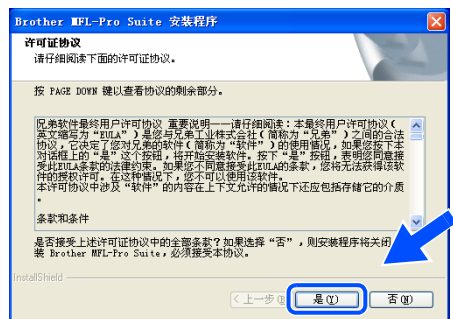 Brother MFL-Pro Suite 安装程序
许可证协议
请仔细阅读下面的许可证协议。
按 PAGE DOWN 键以查看协议的剩余部分。
兄弟软件最终用户许可协议 重要说明——请仔细阅读：本最终用户许可协议(
英文缩写为“EULA”)是您与兄弟工业株式会社(简称为“兄弟”)之间的合法
协议，它决定了您对兄弟的软件(简称为“软件”)的使用情况，如果您按下本
对话框上的“是”这个按钮，将开始安装软件。按下“是”按钮，表明您同意接
受此EULA条款的法律约束。如果您不同意接受此EULA的条款，您将无法获得该软
件的授权许可。在这种情况下，您不可以使用该软件。
本许可协议中涉及“软件”的内容在上下文允许的情况下还应包括存储它的介质
。
条款和条件
是否接受上述许可证协议中的全部条款？如果选择“否”，则安装程序将关闭
装 Brother MFL-Pro Suite，必须接受本协议。
InstallShield
<上一步(B)
是(Y)
否(N)